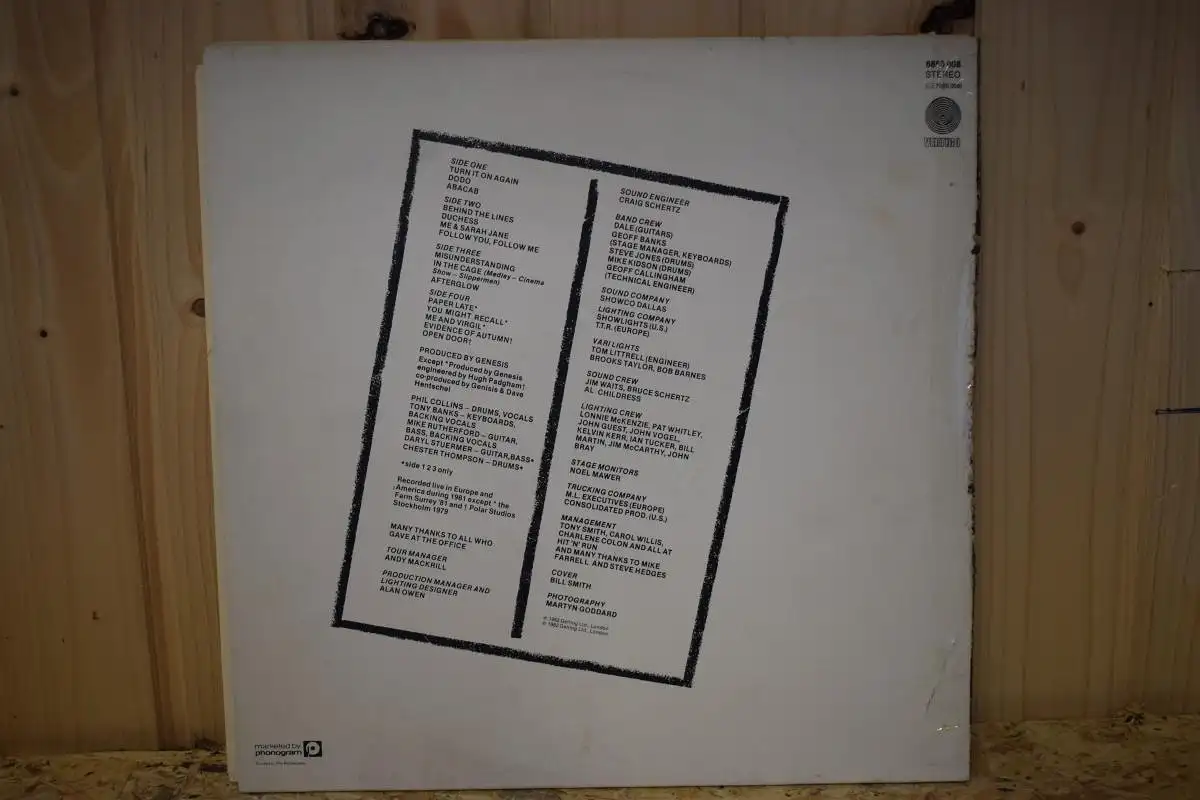 STEREO
VERTIGO
SIDE ONE
TURN IT ON AGAIN
DODO
ABACAB
SIDE TWO
BEHIND THE LINES
DUCHESS
ME & SARAH JANE
FOLLOW YOU, FOLLOW ME
SIDE THREE
MISUNDERSTANDING
IN THE CAGE (Medley – Cinema
Show – Slippermen)
AFTERGLOW
SIDE FOUR
PAPER LATE*
YOU MIGHT RECALL*
ME AND VIRGIL*
EVIDENCE OF AUTUMN†
OPEN DOOR†
PRODUCED BY GENESIS
Except *Produced by Genesis
engineered by Hugh Padgham†
co-produced by Genisis & Dave
Hentschel
PHIL COLLINS – DRUMS, VOCALS
TONY BANKS – KEYBOARDS,
BACKING VOCALS
MIKE RUTHERFORD – GUITAR,
BASS, BACKING VOCALS
DARYL STUERMER – GUITAR, BASS*
CHESTER THOMPSON – DRUMS*
*side 1 2 3 only
Recorded live in Europe and
America during 1981 except * the
Farm Surrey '81 and † Polar Studios
Stockholm 1979
MANY THANKS TO ALL WHO
GAVE AT THE OFFICE
TOUR MANAGER
ANDY MACKRILL
PRODUCTION MANAGER AND
LIGHTING DESIGNER
ALAN OWEN
SOUND ENGINEER
CRAIG SCHERTZ
BAND CREW
DALE (GUITARS)
GEOFF BANKS
(STAGE MANAGER, KEYBOARDS)
STEVE JONES (DRUMS)
MIKE KIDSON (DRUMS)
GEOFF CALLINGHAM
(TECHNICAL ENGINEER)
SOUND COMPANY
SHOWCO DALLAS
LIGHTING COMPANY
SHOWLIGHTS (U.S.)
T.T.R. (EUROPE)
VARI LIGHTS
TOM LITTRELL (ENGINEER)
BROOKS TAYLOR, BOB BARNES
SOUND CREW
JIM WAITS, BRUCE SCHERTZ
AL. CHILDRESS
LIGHTING CREW
LONNIE McKENZIE, PAT WHITLEY,
JOHN GUEST, JOHN VOGEL,
KELVIN KERR, IAN TUCKER, BILL
MARTIN, JIM McCARTHY, JOHN
BRAY
STAGE MONITORS
NOEL MAWER
TRUCKING COMPANY
M.L. EXECUTIVES (EUROPE)
CONSOLIDATED PROD. (U.S.)
MANAGEMENT
TONY SMITH, CAROL WILLIS,
CHARLENE COLON AND ALL AT
HIT 'N' RUN
AND MANY THANKS TO MIKE
FARRELL AND STEVE HEDGES
COVER
BILL SMITH
PHOTOGRAPHY
MARTYN GODDARD
℗ 1982 Gelring Ltd., London
© 1982 Gelring Ltd., London
marketed by
phonogram